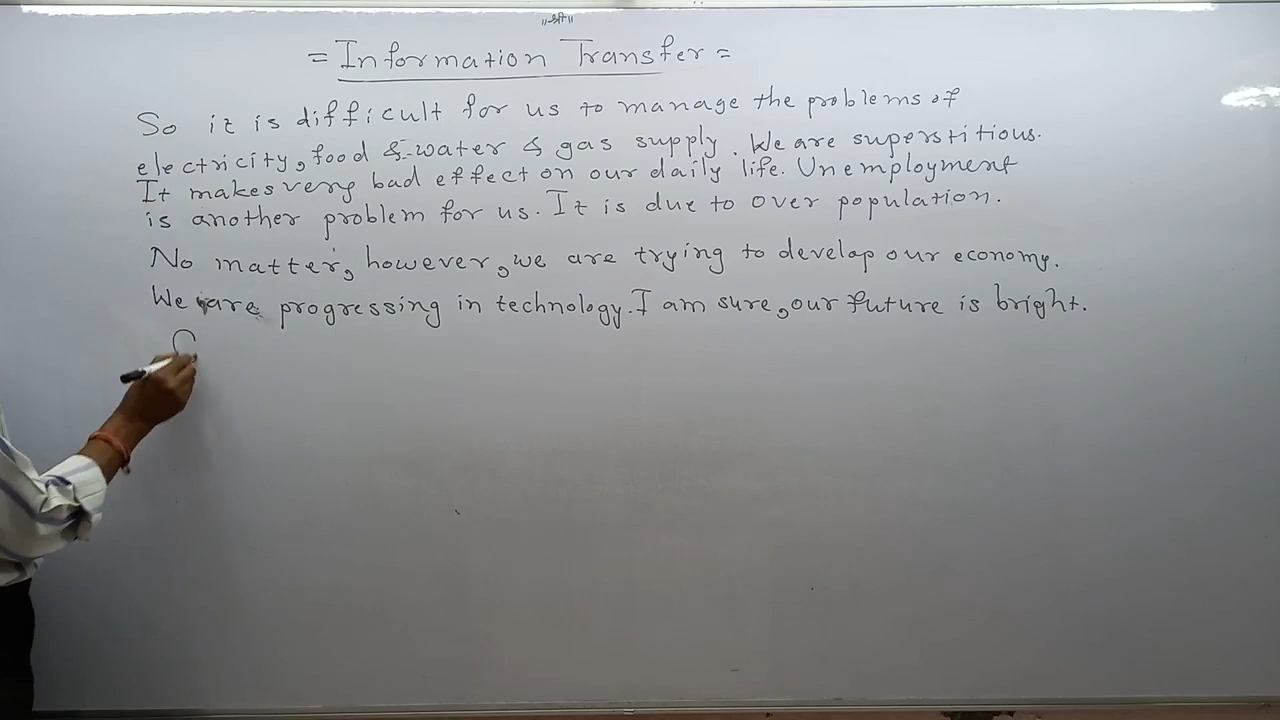 ॥श्री॥
= Information Transfer =
So it is difficult for us to manage the problems of
electricity, food & water & gas supply. We are superstitious.
It makes very bad effect on our daily life. Unemployment
is another problem for us. It is due to over population.
No matter, however, we are trying to develop our economy.
We are progressing in technology. I am sure, our future is bright.